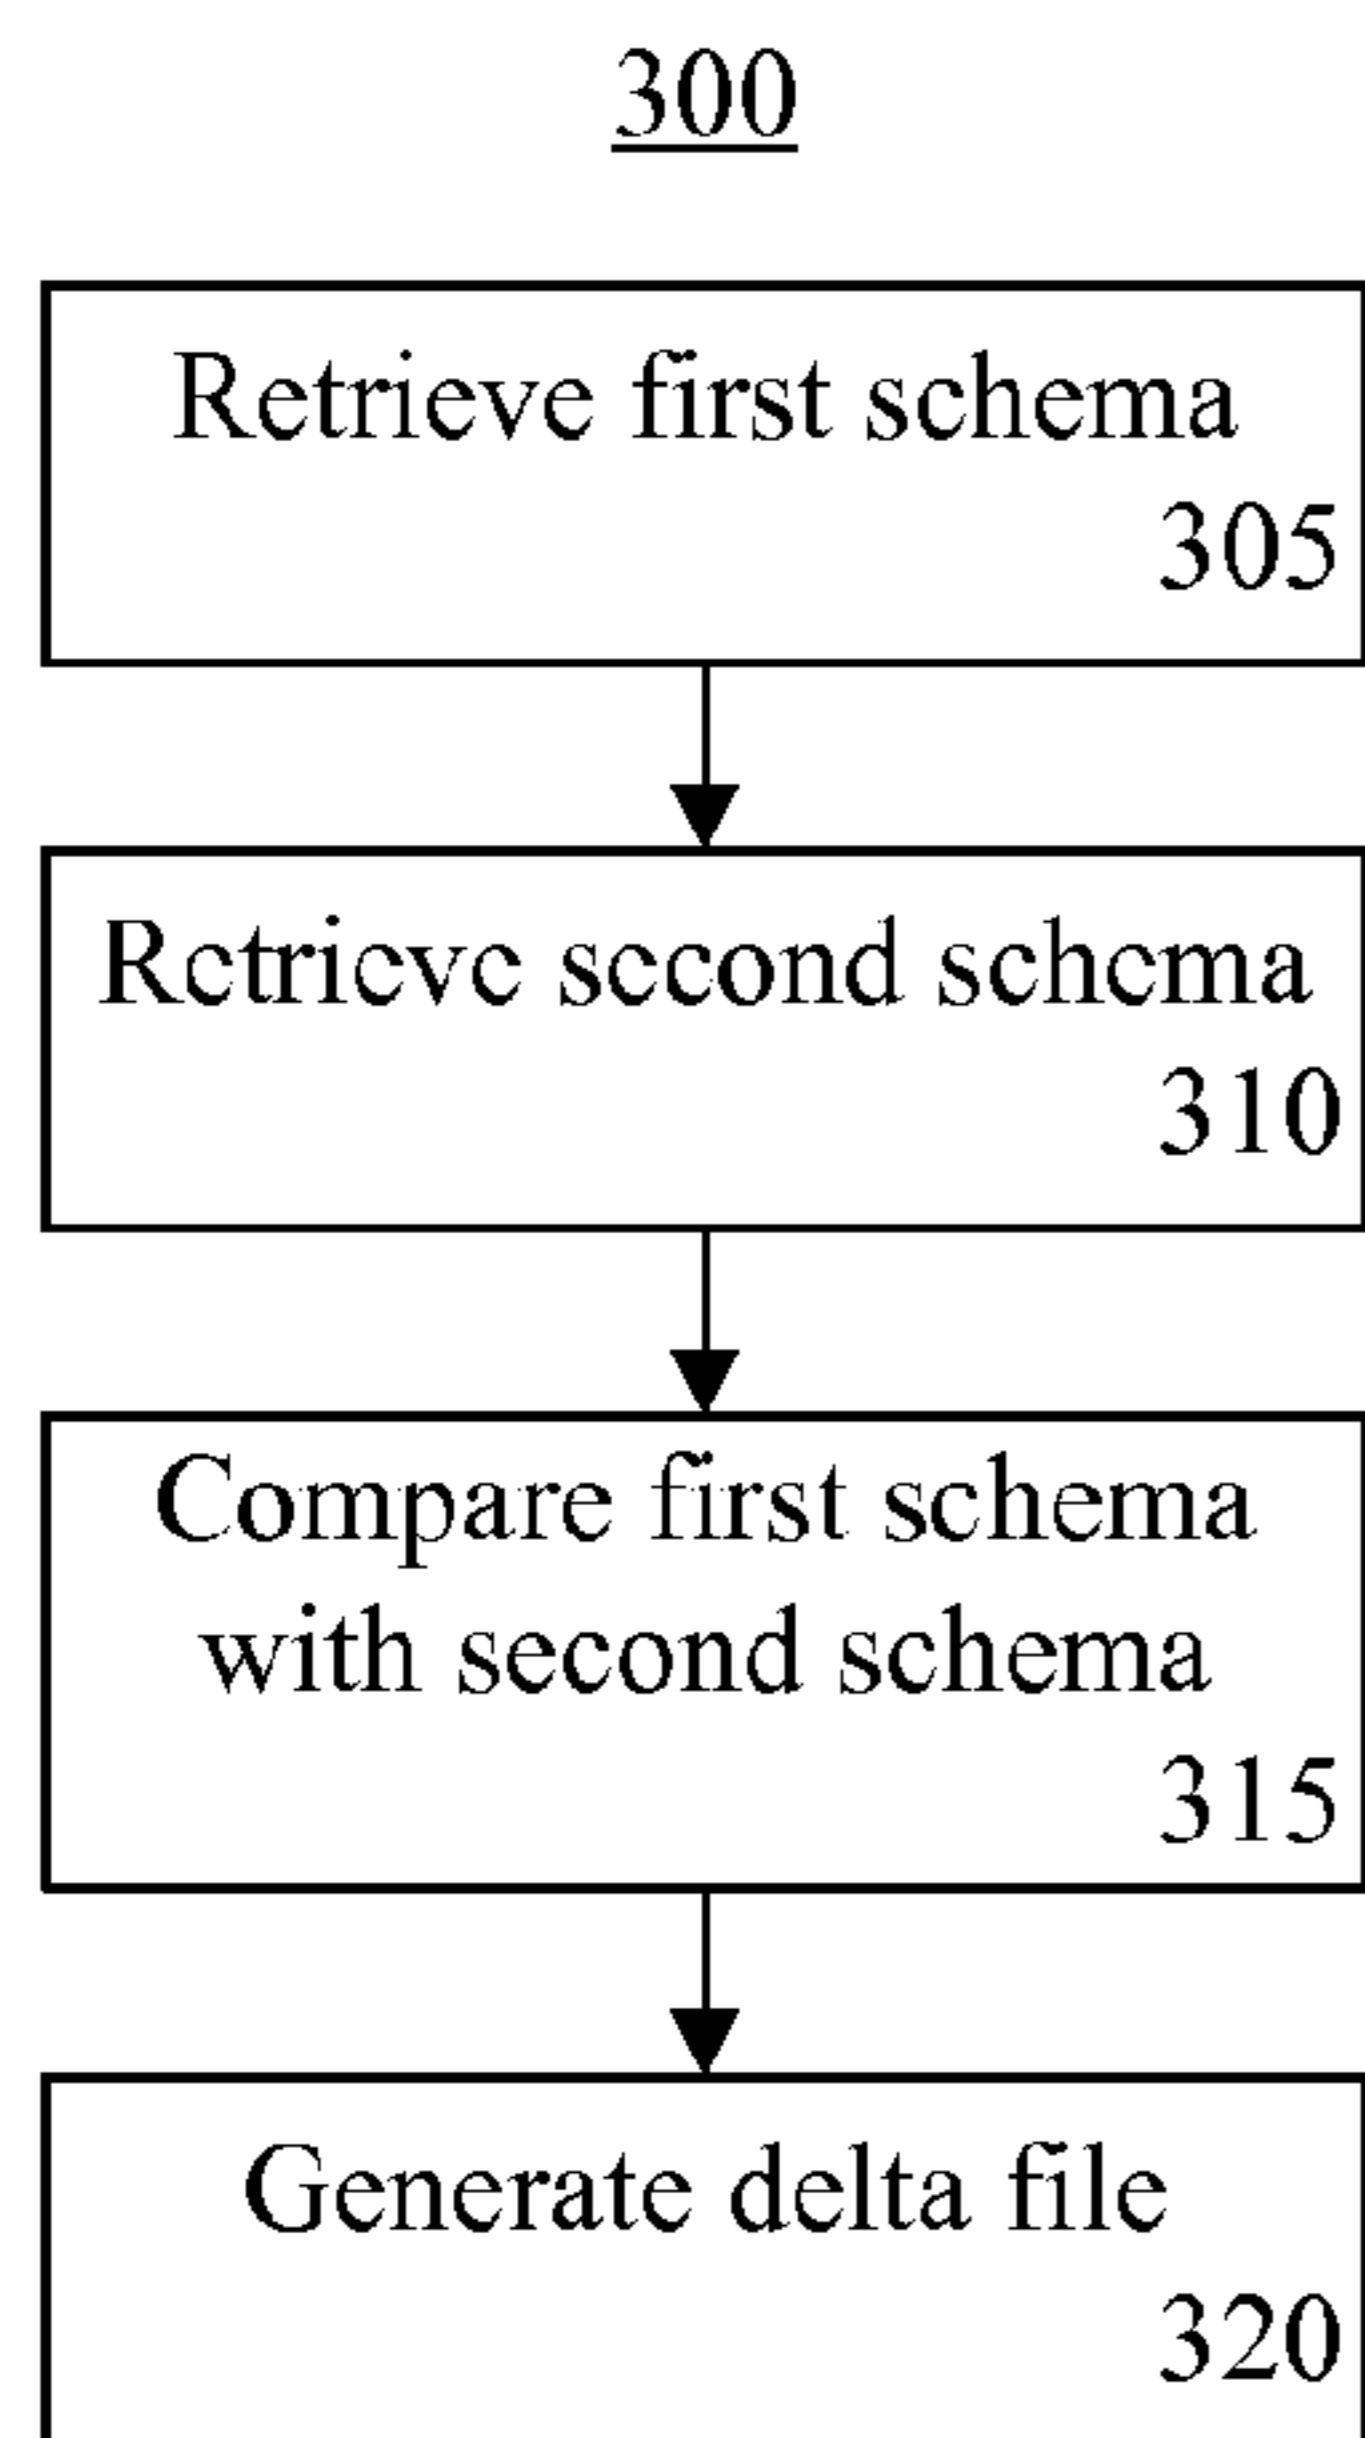 300
Retrieve first schema
305
Retrieve second schema
310
Compare first schema
with second schema
315
Generate delta file
320